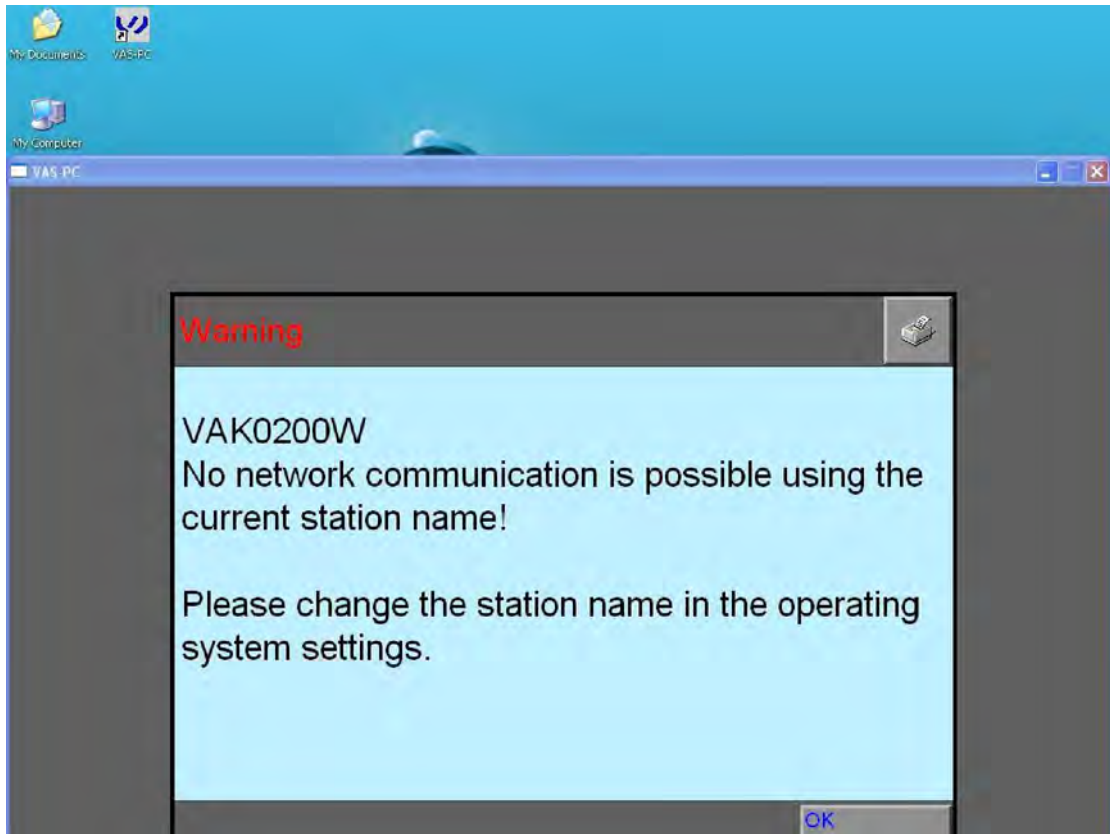 My Documents
VAS-PC
My Computer
VAS PC
Warning
VAK0200W
No network communication is possible using the
current station name!
Please change the station name in the operating
system settings.
OK